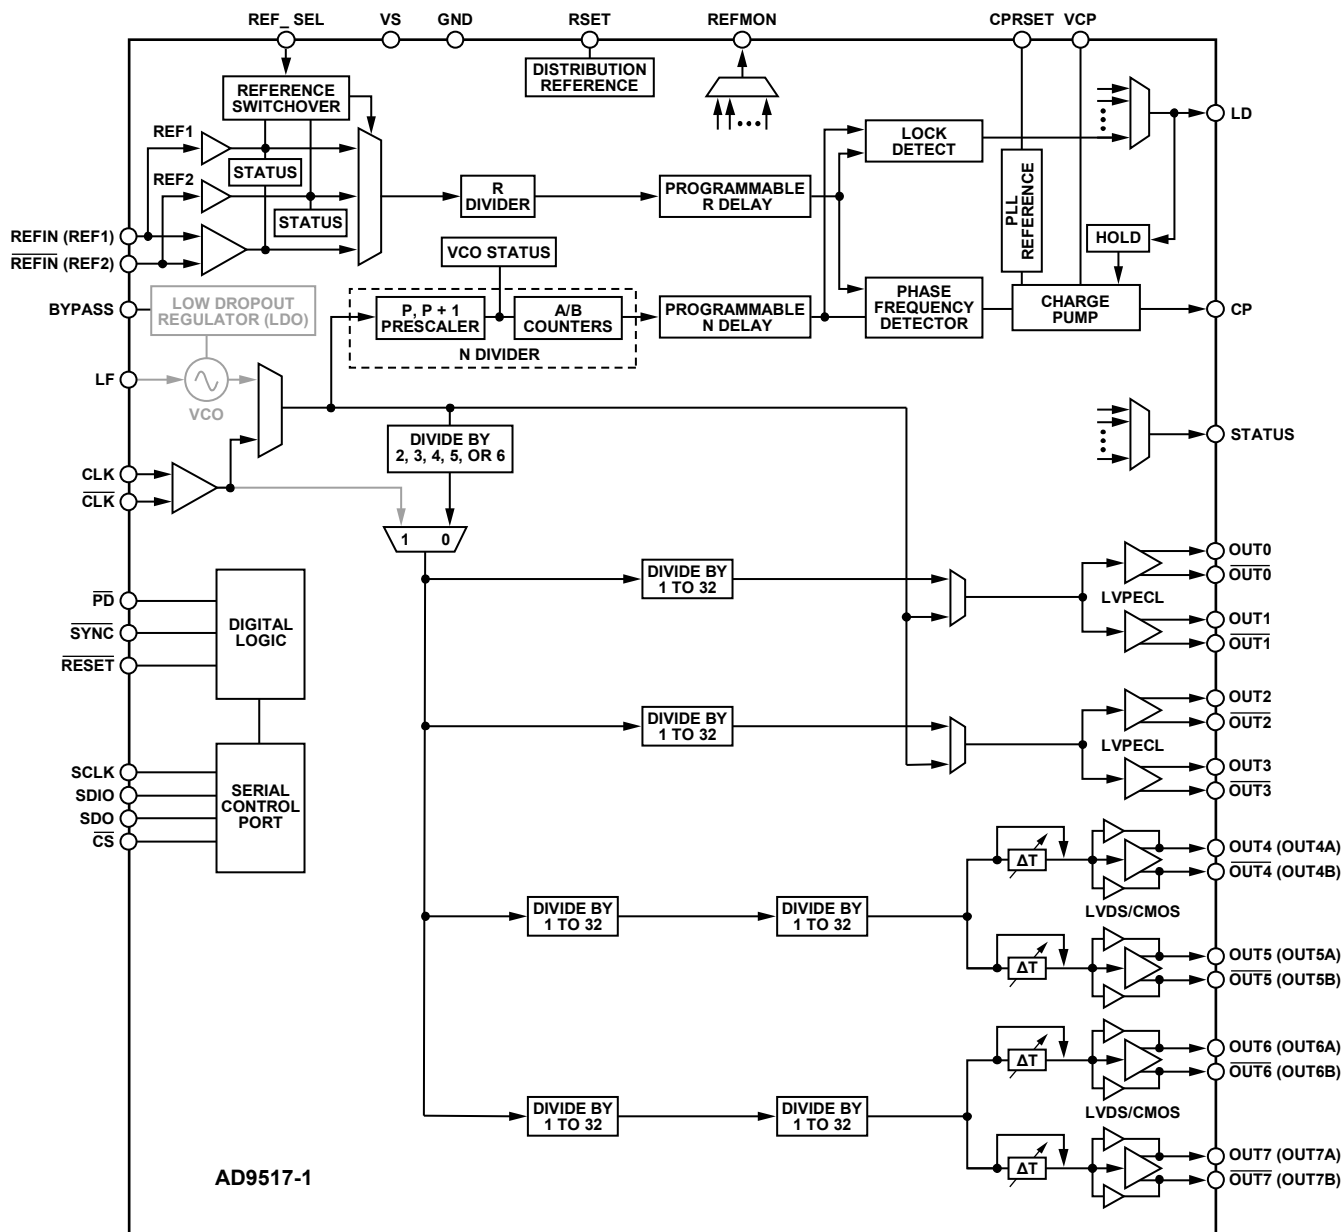 REF_ SEL
VS
GND
RSET
REFMON
CPRSET
VCP
DISTRIBUTION
REFERENCE
REFERENCE
SWITCHOVER
REF1
STATUS
REF2
STATUS
R
DIVIDER
PROGRAMMABLE
R DELAY
LOCK
DETECT
PLL
REFERENCE
HOLD
LD
REFIN (REF1)
REFIN (REF2)
VCO STATUS
BYPASS
LOW DROPOUT
REGULATOR (LDO)
P, P + 1
PRESCALER
A/B
COUNTERS
N DIVIDER
PROGRAMMABLE
N DELAY
PHASE
FREQUENCY
DETECTOR
CHARGE
PUMP
CP
LF
VCO
DIVIDE BY
2, 3, 4, 5, OR 6
STATUS
CLK
CLK
1 0
DIVIDE BY
1 TO 32
LVPECL
OUT0
OUT0
OUT1
OUT1
PD
SYNC
RESET
DIGITAL
LOGIC
DIVIDE BY
1 TO 32
LVPECL
OUT2
OUT2
OUT3
OUT3
SCLK
SDIO
SDO
CS
SERIAL
CONTROL
PORT
DIVIDE BY
1 TO 32
DIVIDE BY
1 TO 32
ΔT
OUT4 (OUT4A)
OUT4 (OUT4B)
LVDS/CMOS
ΔT
OUT5 (OUT5A)
OUT5 (OUT5B)
DIVIDE BY
1 TO 32
DIVIDE BY
1 TO 32
ΔT
OUT6 (OUT6A)
OUT6 (OUT6B)
LVDS/CMOS
ΔT
OUT7 (OUT7A)
OUT7 (OUT7B)
AD9517-1